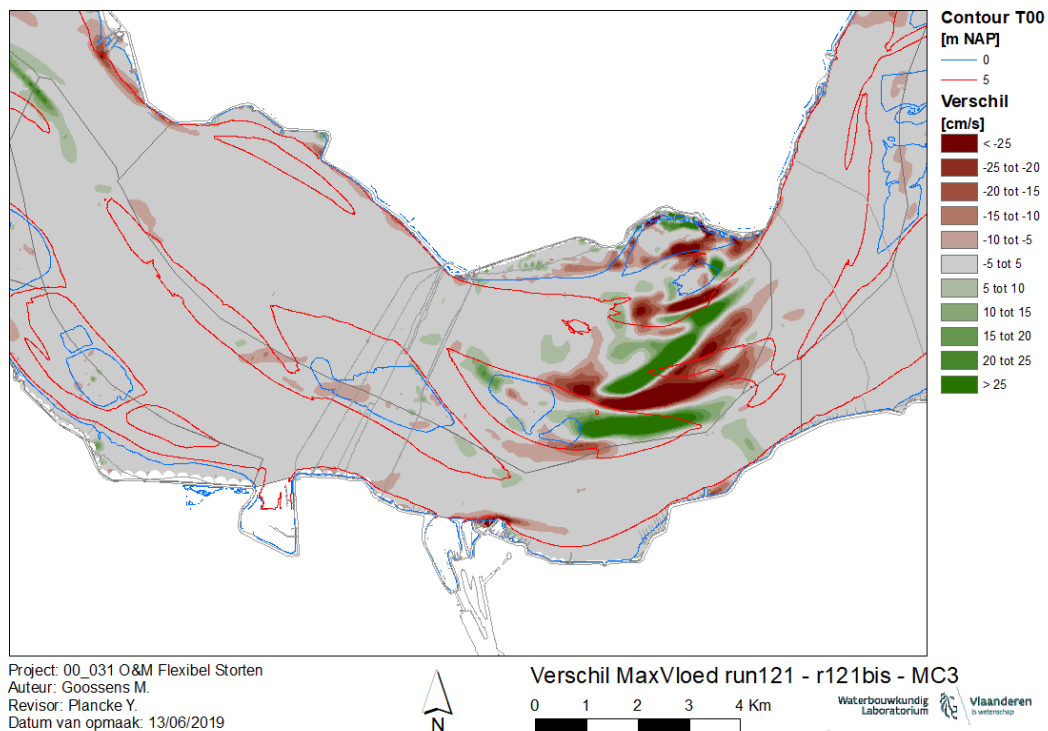 Contour T00
[m NAP]
0
5
Verschil
[cm/s]
< -25
-25 tot -20
-20 tot -15
-15 tot -10
-10 tot -5
-5 tot 5
5 tot 10
10 tot 15
15 tot 20
20 tot 25
> 25
Project: 00_031 O&M Flexibel Storten
Auteur: Goossens M.
Revisor: Plancke Y.
Datum van opmaak: 13/06/2019
N
Verschil MaxVloed run121 - r121bis - MC3
0 1 2 3 4 Km
Waterbouwkundig
Laboratorium
Vlaanderen
is wetenschap